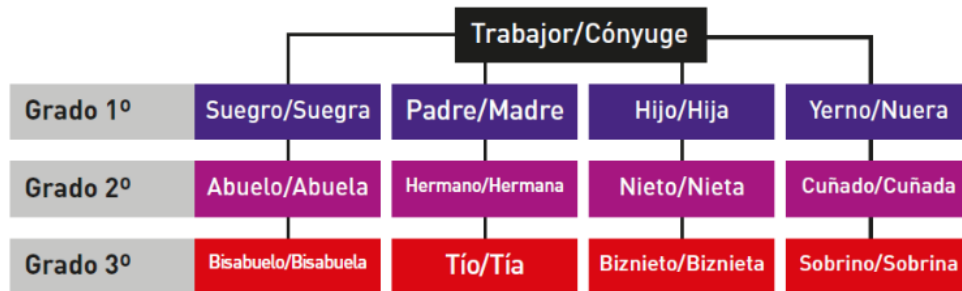 Trabajor/Cónyuge
Grado 1º Suegro/Suegra Padre/Madre Hijo/Hija Yerno/Nuera
Grado 2º Abuelo/Abuela Hermano/Hermana Nieto/Nieta Cuñado/Cuñada
Grado 3º Bisabuelo/Bisabuela Tío/Tía Biznieto/Biznieta Sobrino/Sobrina